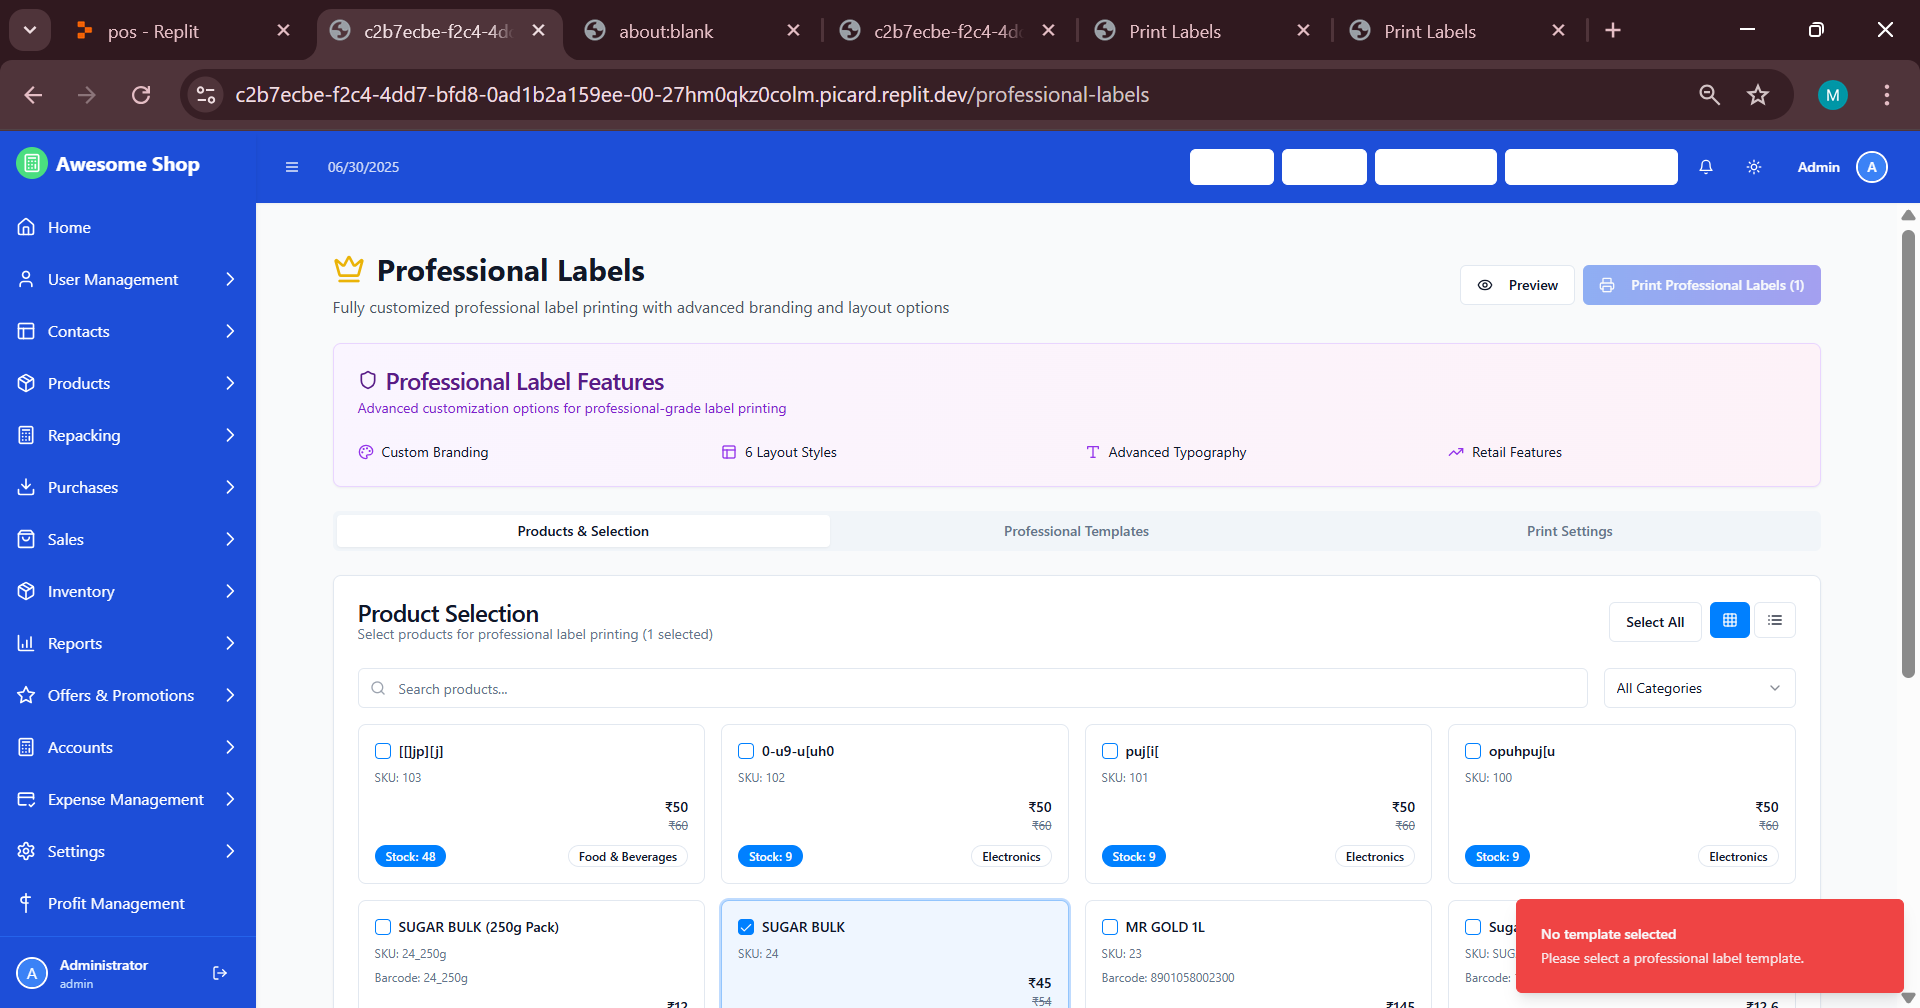 pos - Replit
c2b7ecbe-f2c4-4d
about:blank
c2b7ecbe-f2c4-4d
Print Labels
Print Labels
c2b7ecbe-f2c4-4dd7-bfd8-0ad1b2a159ee-00-27hm0qkz0colm.picard.replit.dev/professional-labels
M
Awesome Shop
06/30/2025
Admin
A
Home
User Management
Contacts
Products
Repacking
Purchases
Sales
Inventory
Reports
Offers & Promotions
Accounts
Expense Management
Settings
Profit Management
A
Administrator
admin
Professional Labels
Fully customized professional label printing with advanced branding and layout options
Preview
Print Professional Labels (1)
Professional Label Features
Advanced customization options for professional-grade label printing
Custom Branding
6 Layout Styles
Advanced Typography
Retail Features
Products & Selection
Professional Templates
Print Settings
Product Selection
Select products for professional label printing (1 selected)
Select All
Search products...
All Categories
[[]jp][j]
SKU: 103
₹50
₹60
Stock: 48
Food & Beverages
0-u9-u[uh0
SKU: 102
₹50
₹60
Stock: 9
Electronics
puj[i[
SKU: 101
₹50
₹60
Stock: 9
Electronics
opuhpuj[u
SKU: 100
₹50
₹60
Stock: 9
Electronics
SUGAR BULK (250g Pack)
SKU: 24_250g
Barcode: 24_250g
₹12
SUGAR BULK
SKU: 24
₹45
₹54
MR GOLD 1L
SKU: 23
Barcode: 8901058002300
₹145
Suga
SKU: SUG
Barcode:
₹12.6
No template selected
Please select a professional label template.